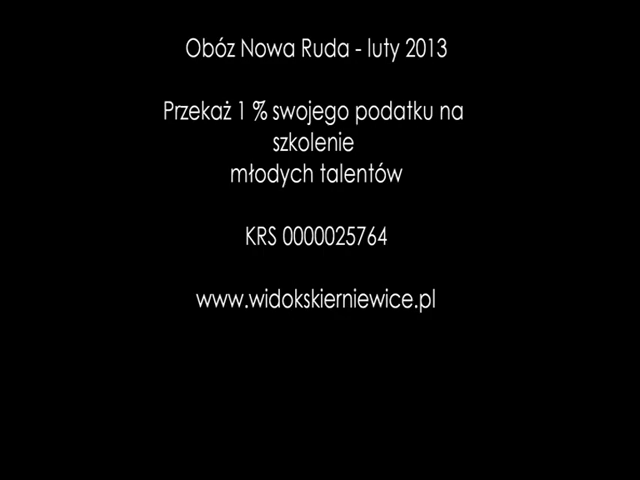 Obóz Nowa Ruda - luty 2013
Przekaż 1 % swojego podatku na
szkolenie
młodych talentów
KRS 0000025764
www.widokskierniewice.pl